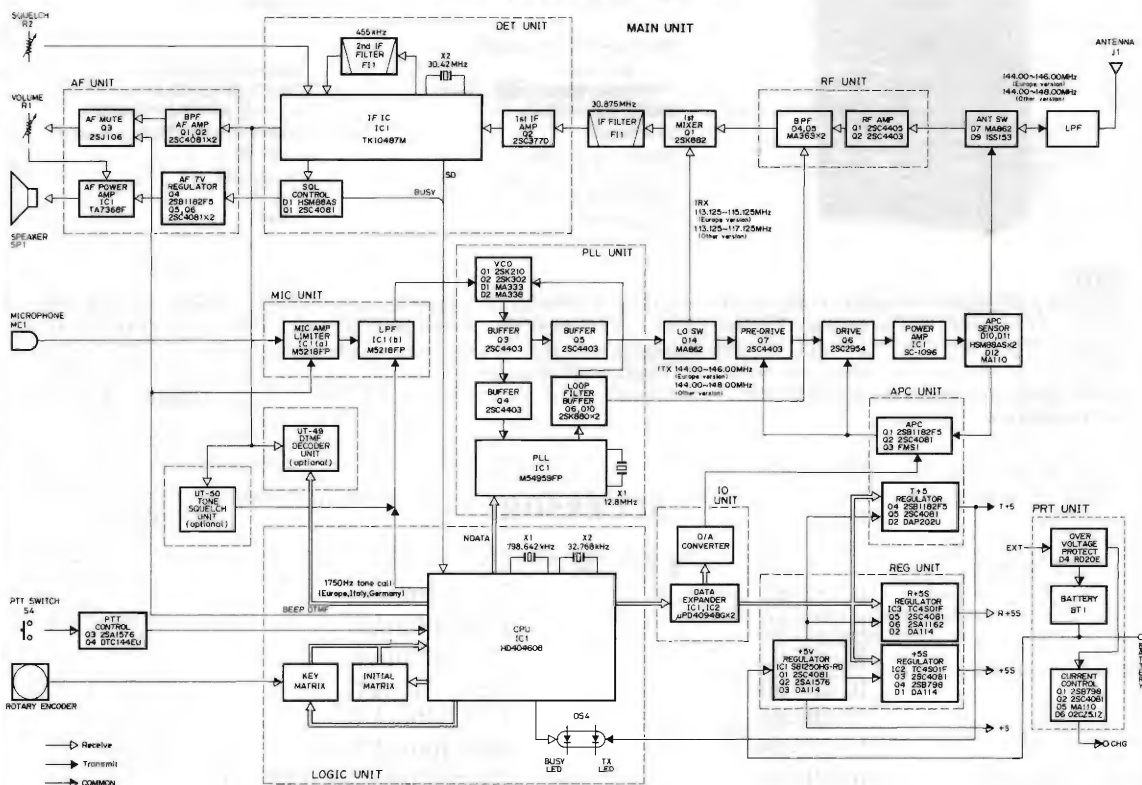 SQUELCH
R2
DET UNIT
MAIN UNIT
ANTENNA
J1
455kHz
2nd IF
FILTER
FI1
X2
30.42MHz
AF UNIT
VOLUME
R1
AF MUTE
Q3
2SJ106
BPF
AF AMP
Q1,Q2
2SC4081×2
IF IC
IC1
TK10487M
1st IF
AMP
Q2
2SC3770
30.875MHz
IF FILTER
FI1
1st
MIXER
Q1
2SK882
RF UNIT
BPF
D4,D5
MA363×2
RF AMP
Q1 2SC4405
Q2 2SC4403
144.00~146.00MHz
(Europe version)
144.00~148.00MHz
(Other version)
ANT SW
D7 MA862
D9 ISS153
LPF
AF POWER
AMP
IC1
TA7368F
AF 7V
REGULATOR
Q4
2SB1182F5
Q5,Q6
2SC4081×2
SQL
CONTROL
D1 HSM88AS
Q1 2SC4081
BUSY
SD
SPEAKER
SP1
fRX
113.125~115.125MHz
(Europe version)
113.125~117.125MHz
(Other version)
PLL UNIT
VCO
Q1 2SK210
Q2 2SK302
D1 MA333
D2 MA338
MIC UNIT
MICROPHONE
MC1
MIC AMP
LIMITER
IC1(a)
M5218FP
LPF
IC1(b)
M5218FP
BUFFER
Q3
2SC4403
BUFFER
Q5
2SC4403
LO SW
D14
MA862
PRE-DRIVE
Q7
2SC4403
DRIVE
Q6
2SC2954
POWER
AMP
IC1
SC-1096
APC
SENSOR
D10,D11
HSM88AS×2
D12
MA110
fTX 144.00~146.00MHz
(Europe version)
144.00~148.00MHz
(Other version)
BUFFER
Q4
2SC4403
LOOP
FILTER
BUFFER
Q6,Q10
2SK880×2
APC UNIT
APC
Q1 2SB1182F5
Q2 2SC4081
Q3 FMS1
UT-49
DTMF
DECODER
UNIT
(optional)
PLL
IC1
M54959FP
X1
12.8MHz
UT-50
TONE
SQUELCH
UNIT
(optional)
IO
UNIT
D/A
CONVERTER
T+5
REGULATOR
Q4 2SB1182F5
Q5 2SC4081
D2 DAP202U
T+5
PRT UNIT
NDATA
X1
798.642kHz
X2
32.768kHz
EXT
OVER
VOLTAGE
PROTECT
D4 RD20E
REG UNIT
1750Hz tone call
(Europe,Italy,Germany)
DATA
EXPANDER
IC1,IC2
μPD4094BG×2
R+5S
REGULATOR
IC3 TC4S01F
Q5 2SC4081
Q6 2SA1162
D2 DA114
R+5S
BATTERY
BT1
BEEP DTMF
PTT SWITCH
S4
PTT
CONTROL
Q3 2SA1576
Q4 DTC144EU
CPU
IC1
HD404608
+5V
REGULATOR
IC1 S81250HG-RD
Q1 2SC4081
Q2 2SA1576
D3 DA114
+5S
REGULATOR
IC2 TC4S01F
Q3 2SC4081
Q4 2SB798
D1 DA114
+5S
KEY
MATRIX
INITIAL
MATRIX
CURRENT
CONTROL
Q1 2SB798
Q2 2SC4081
D5 MA110
D6 02CZ5.1Z
ROTARY ENCODER
DS4
+5
BUSY
LED
TX
LED
CHG
Receive
Transmit
COMMON
LOGIC UNIT